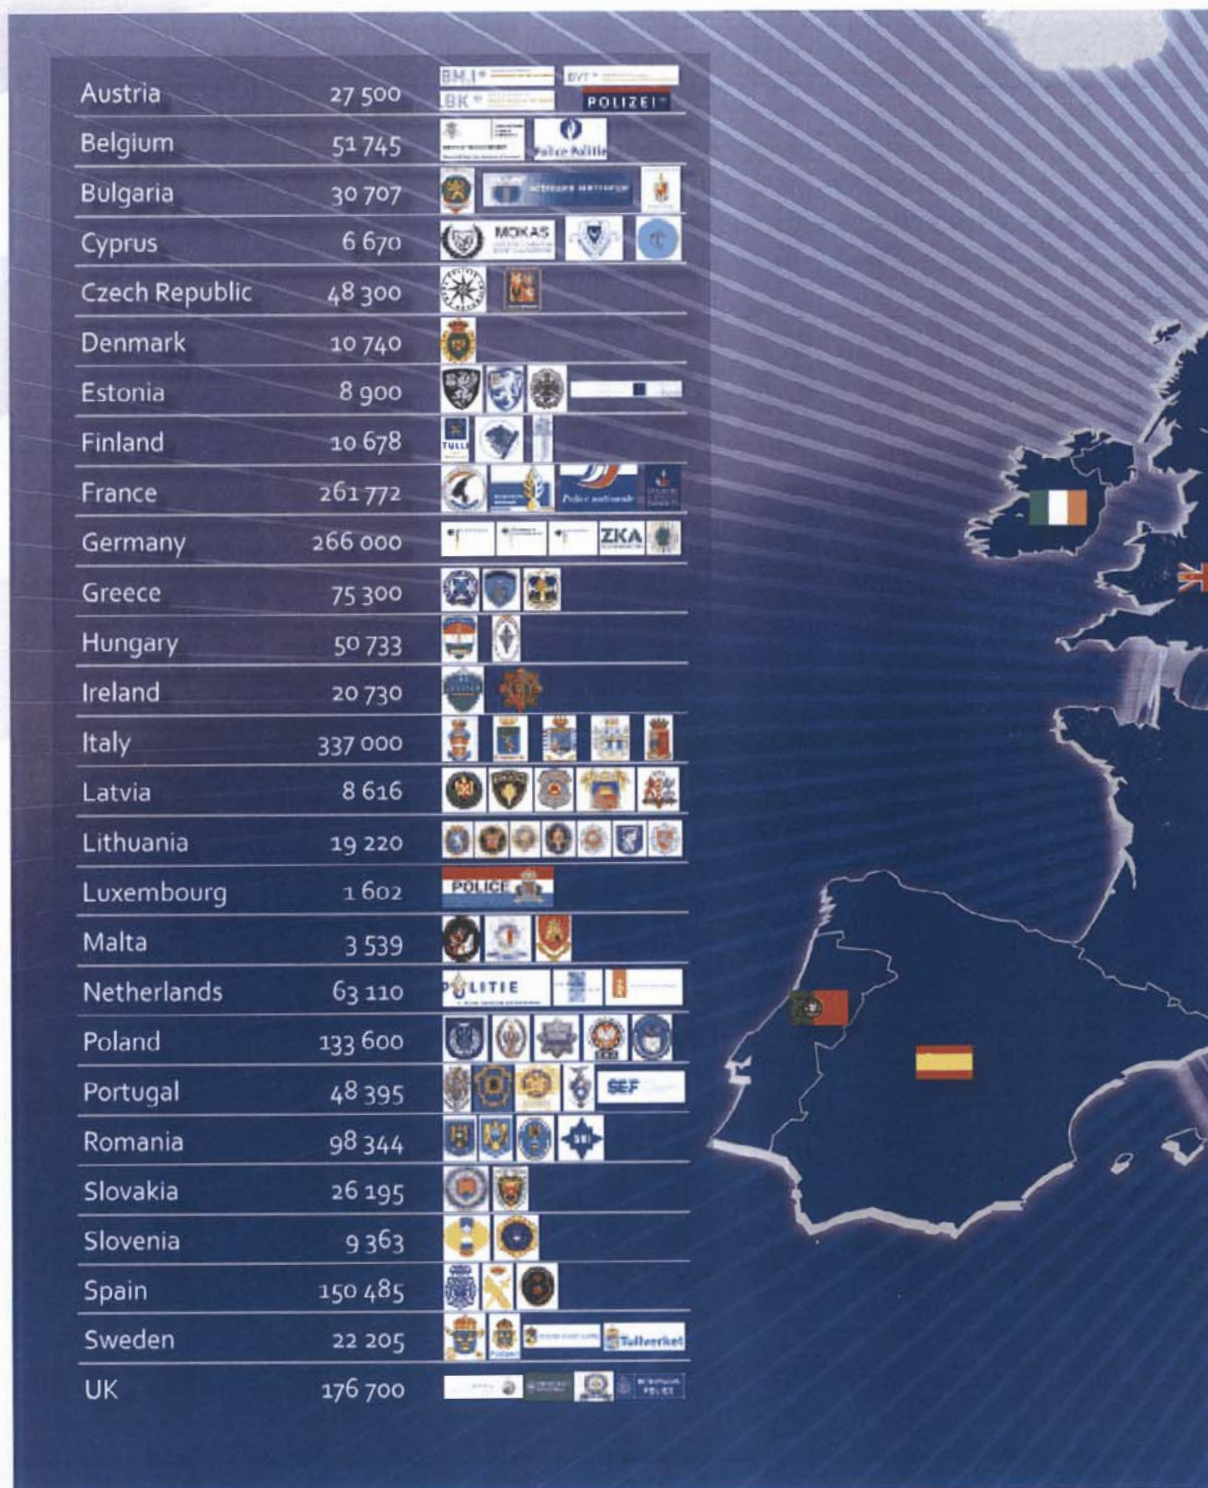 Austria 27 500 BM.I BVT
.BK POLIZEI
Belgium 51 745 Police Politie
Bulgaria 30 707
Cyprus 6 670 MOKAS
Czech Republic 48 300
Denmark 10 740
Estonia 8 900
Finland 10 678 TULLI
France 261 772 Police nationale
Germany 266 000 ZKA
Greece 75 300
Hungary 50 733
Ireland 20 730
Italy 337 000
Latvia 8 616
Lithuania 19 220
Luxembourg 1 602 POLICE
Malta 3 539
Netherlands 63 110 POLITIE
Poland 133 600
Portugal 48 395 SEF
Romania 98 344
Slovakia 26 195
Slovenia 9 363
Spain 150 485
Sweden 22 205 Tullverket
UK 176 700